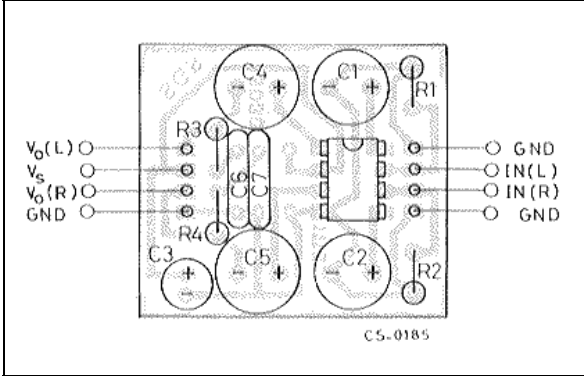 C4 C1
- + - +
R1
R3
Vo(L) GND
Vs IN(L)
Vo(R) IN(R)
GND GND
C6 C7
R4
C3 C5 C2
+ - + - +
-
R2
CS-0185